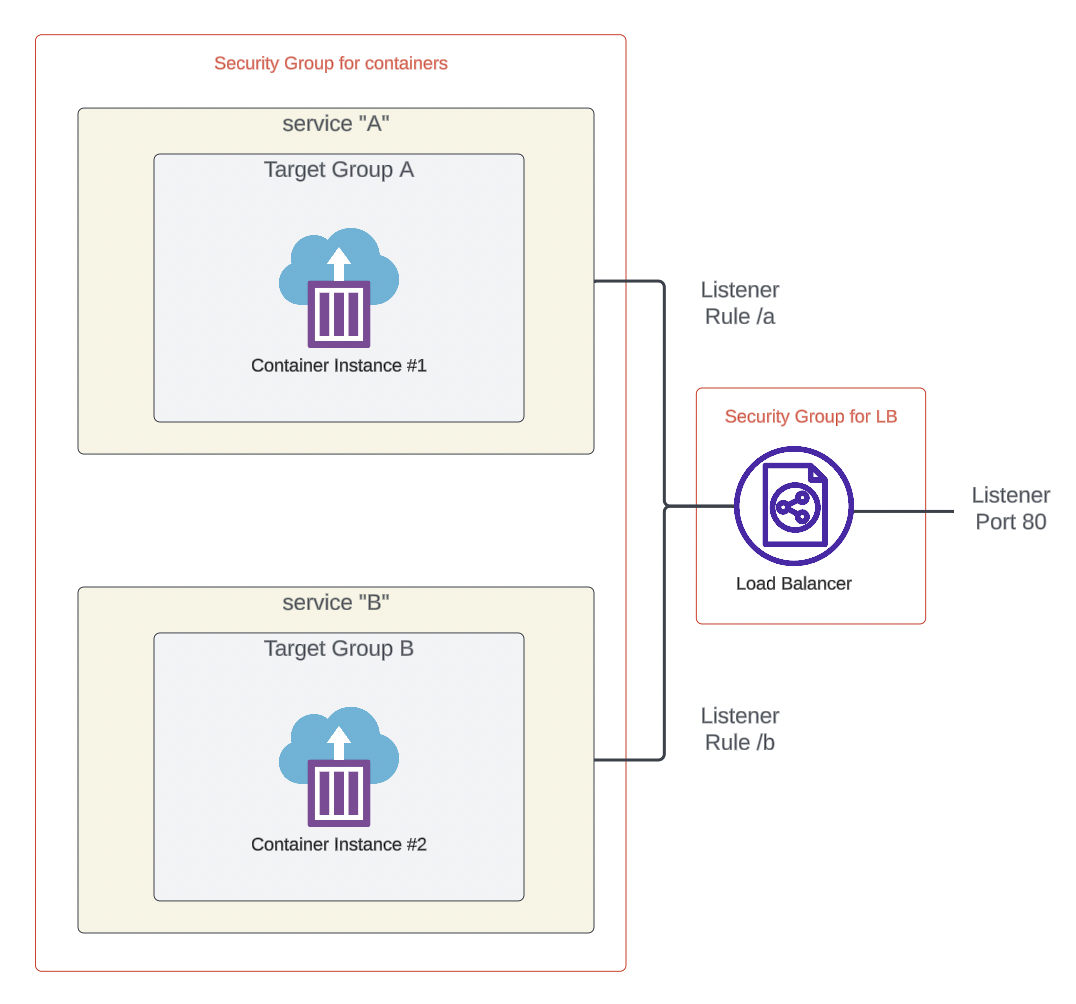 Security Group for containers
service "A"
Target Group A
Container Instance #1
Listener
Rule /a
Security Group for LB
Load Balancer
Listener
Port 80
service "B"
Target Group B
Container Instance #2
Listener
Rule /b